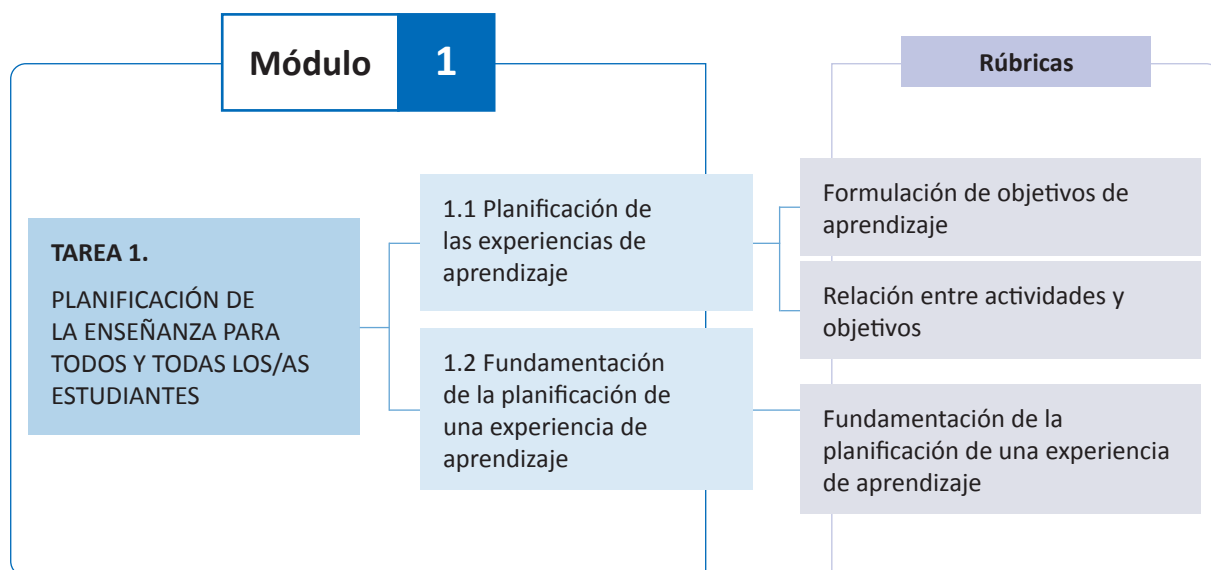 Módulo 1
Rúbricas
TAREA 1.
PLANIFICACIÓN DE
LA ENSEÑANZA PARA
TODOS Y TODAS LOS/AS
ESTUDIANTES
1.1 Planificación de
las experiencias de
aprendizaje
1.2 Fundamentación
de la planificación de
una experiencia de
aprendizaje
Formulación de objetivos de
aprendizaje
Relación entre actividades y
objetivos
Fundamentación de la
planificación de una experiencia
de aprendizaje